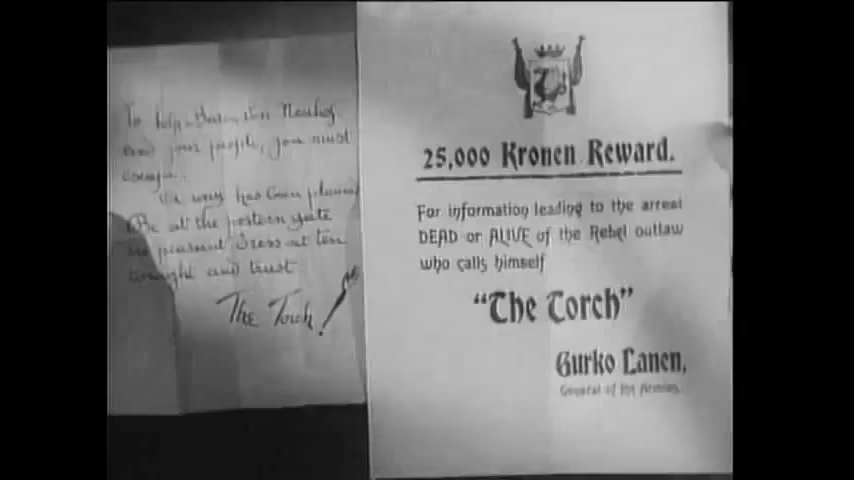 To help Baron von Neuhof
and your people, you must
escape.
The way has been planned
Be at the postern gate
in peasant dress at ten
tonight and trust
The Torch!
25,000 Kronen Reward.
For information leading to the arrest
DEAD or ALIVE of the Rebel outlaw
who calls himself
"The Torch"
Gurko Lanen,
General of the Armies.